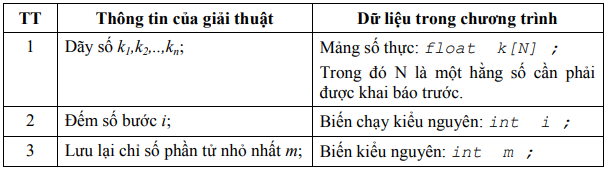 TT Thông tin của giải thuật Dữ liệu trong chương trình
1 Dãy số k1,k2,..,kn; Mảng số thực: float k[N] ;
Trong đó N là một hằng số cần phải
được khai báo trước.
2 Đếm số bước i; Biến chạy kiểu nguyên: int i ;
3 Lưu lại chỉ số phần tử nhỏ nhất m; Biến kiểu nguyên: int m ;